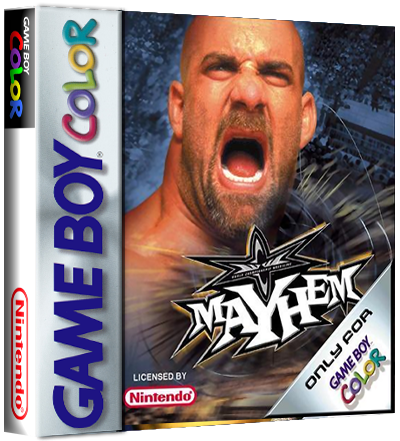 GAME BOY
COLOR
Nintendo
GAME BOY COLOR
WORLD CHAMPIONSHIP WRESTLING
MAYHEM
LICENSED BY
Nintendo
ONLY FOR
GAME BOY
COLOR